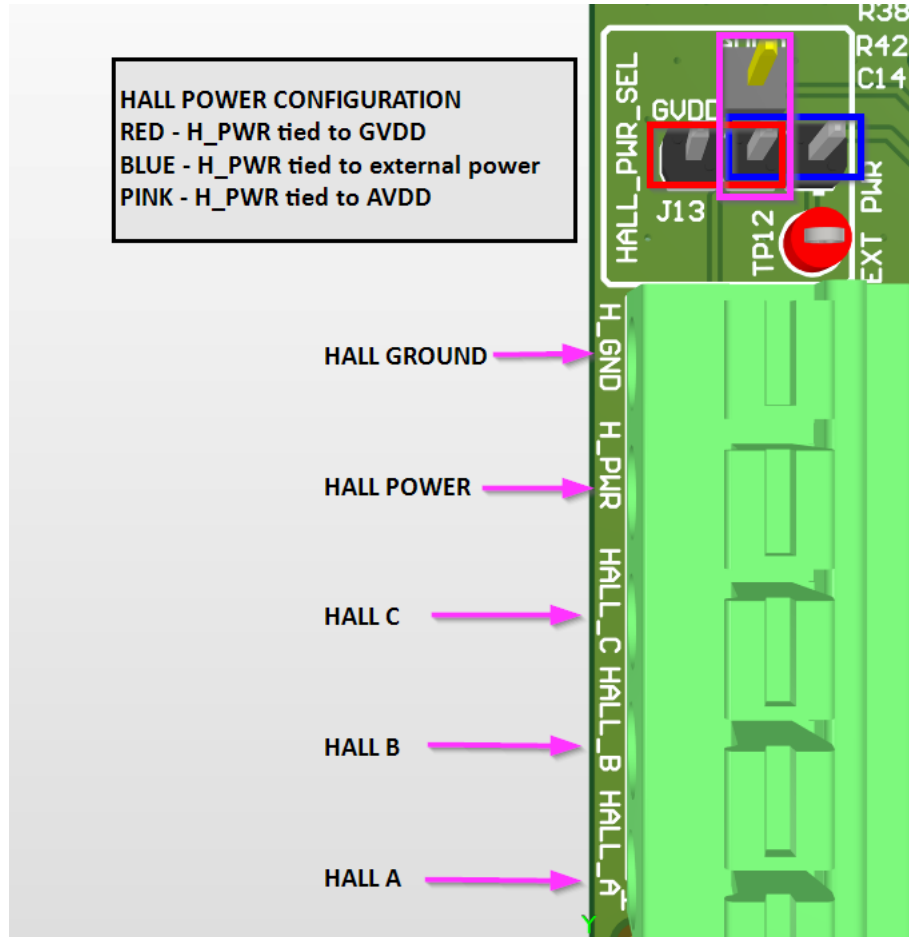 HALL POWER CONFIGURATION
RED - H_PWR tied to GVDD
BLUE - H_PWR tied to external power
PINK - H_PWR tied to AVDD
R38
R42
C14
HALL_PWR_SEL
GVDD
J13
TP12
EXT PWR
HALL GROUND
H_GND
HALL POWER
H_PWR
HALL C
HALL_C
HALL B
HALL_B
HALL A
HALL_A
Y